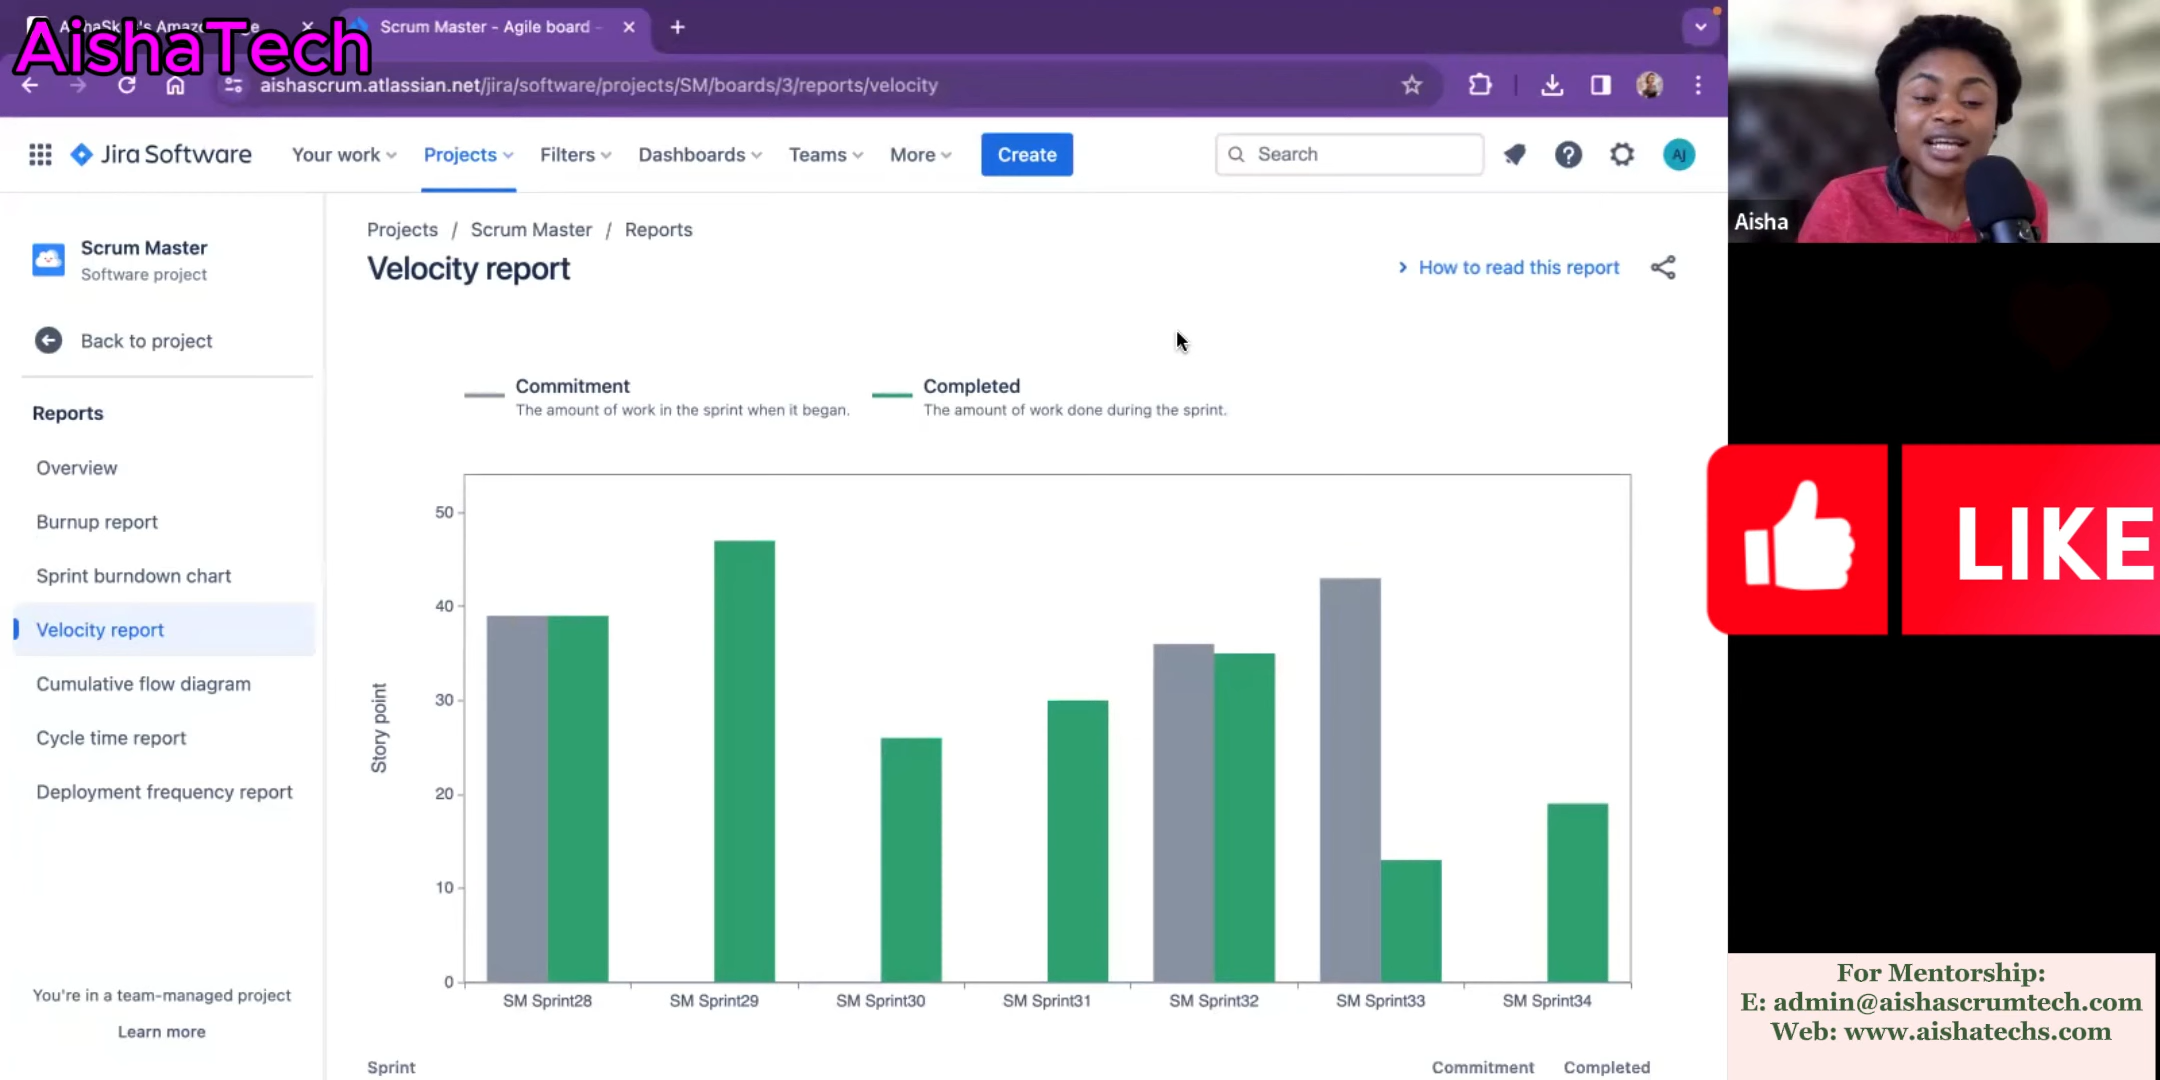 AishaTech
Scrum Master - Agile board -
aishascrum.atlassian.net/jira/software/projects/SM/boards/3/reports/velocity
Jira Software
Your work
Projects
Filters
Dashboards
Teams
More
Create
Search
AJ
Aisha
Scrum Master
Software project
Back to project
Reports
Overview
Burnup report
Sprint burndown chart
Velocity report
Cumulative flow diagram
Cycle time report
Deployment frequency report
You're in a team-managed project
Learn more
Projects / Scrum Master / Reports
Velocity report
How to read this report
Commitment
The amount of work in the sprint when it began.
Completed
The amount of work done during the sprint.
Story point
50
40
30
20
10
0
SM Sprint28
SM Sprint29
SM Sprint30
SM Sprint31
SM Sprint32
SM Sprint33
SM Sprint34
Sprint
Commitment
Completed
LIKE
For Mentorship:
E: admin@aishascrumtech.com
Web: www.aishatechs.com